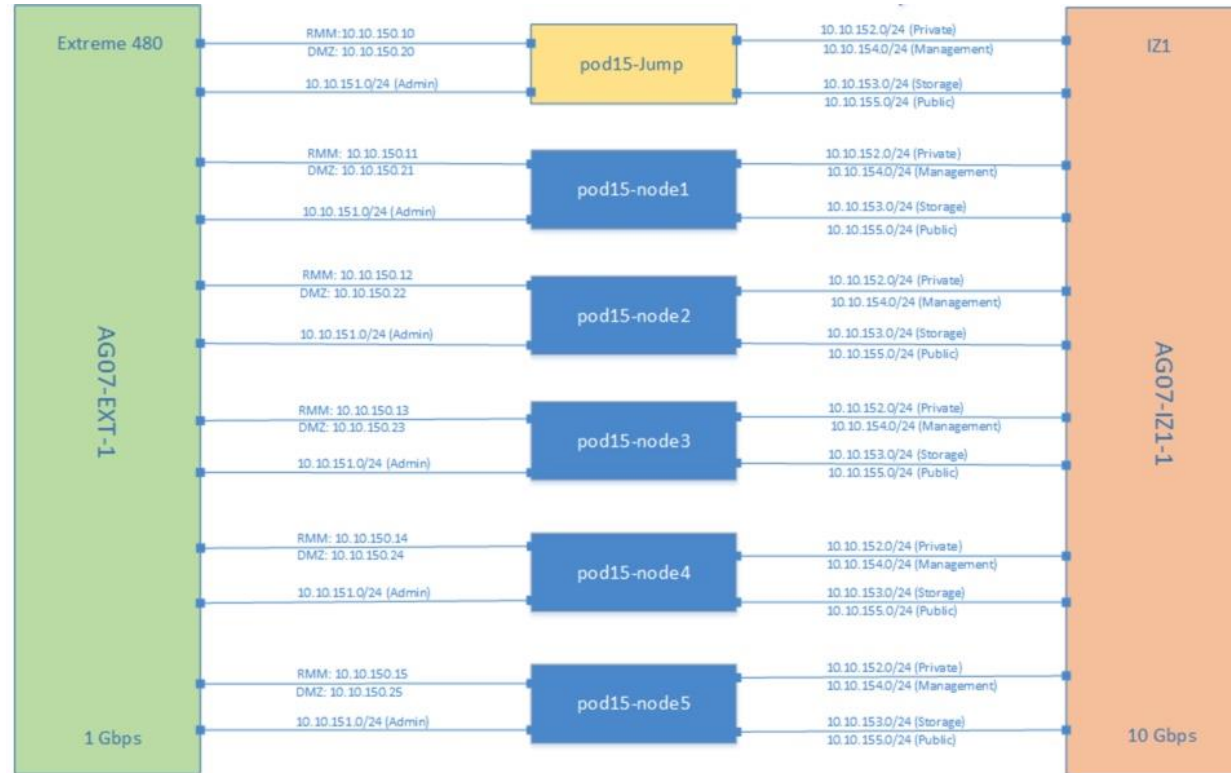 Extreme 480
AG07-EXT-1
1 Gbps
RMM:10.10.150.10
DMZ: 10.10.150.20
10.10.151.0/24 (Admin)
pod15-Jump
10.10.152.0/24 (Private)
10.10.154.0/24 (Management)
10.10.153.0/24 (Storage)
10.10.155.0/24 (Public)
RMM: 10.10.150.11
DMZ: 10.10.150.21
10.10.151.0/24 (Admin)
pod15-node1
10.10.152.0/24 (Private)
10.10.154.0/24 (Management)
10.10.153.0/24 (Storage)
10.10.155.0/24 (Public)
RMM: 10.10.150.12
DMZ: 10.10.150.22
10.10.151.0/24 (Admin)
pod15-node2
10.10.152.0/24 (Private)
10.10.154.0/24 (Management)
10.10.153.0/24 (Storage)
10.10.155.0/24 (Public)
RMM: 10.10.150.13
DMZ: 10.10.150.23
10.10.151.0/24 (Admin)
pod15-node3
10.10.152.0/24 (Private)
10.10.154.0/24 (Management)
10.10.153.0/24 (Storage)
10.10.155.0/24 (Public)
RMM: 10.10.150.14
DMZ: 10.10.150.24
10.10.151.0/24 (Admin)
pod15-node4
10.10.152.0/24 (Private)
10.10.154.0/24 (Management)
10.10.153.0/24 (Storage)
10.10.155.0/24 (Public)
RMM: 10.10.150.15
DMZ: 10.10.150.25
10.10.151.0/24 (Admin)
pod15-node5
10.10.152.0/24 (Private)
10.10.154.0/24 (Management)
10.10.153.0/24 (Storage)
10.10.155.0/24 (Public)
IZ1
AG07-IZ1-1
10 Gbps